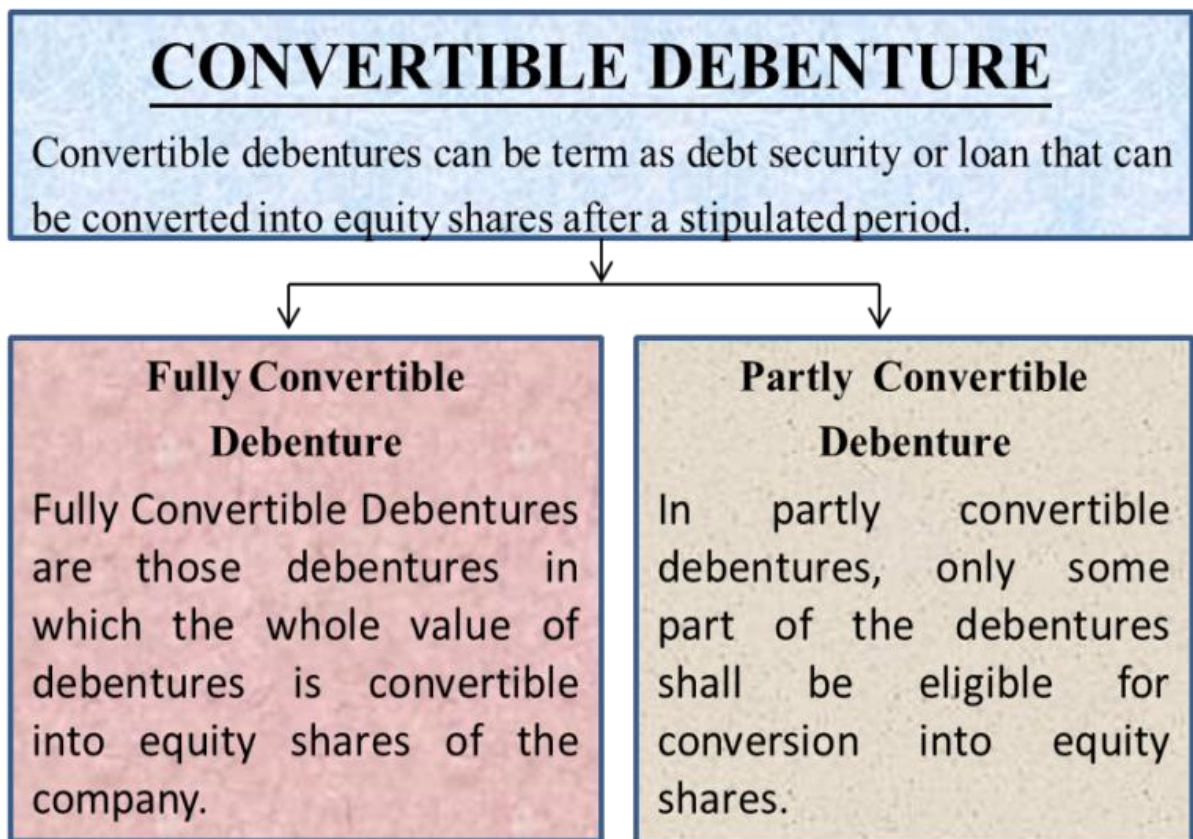 CONVERTIBLE DEBENTURE
Convertible debentures can be term as debt security or loan that can
be converted into equity shares after a stipulated period.
Fully Convertible
Debenture
Fully Convertible Debentures
are those debentures in
which the whole value of
debentures is convertible
into equity shares of the
company.
Partly Convertible
Debenture
In partly convertible
debentures, only some
part of the debentures
shall be eligible for
conversion into equity
shares.